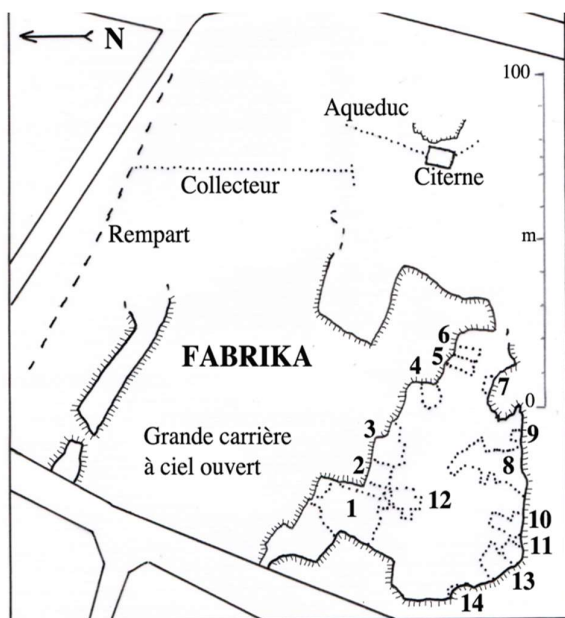 N
100
Aqueduc
Citerne
Collecteur
m
Rempart
6
5
FABRIKA
4
7
0
3
9
Grande carrière
à ciel ouvert
2
8
12
1
10
11
13
14